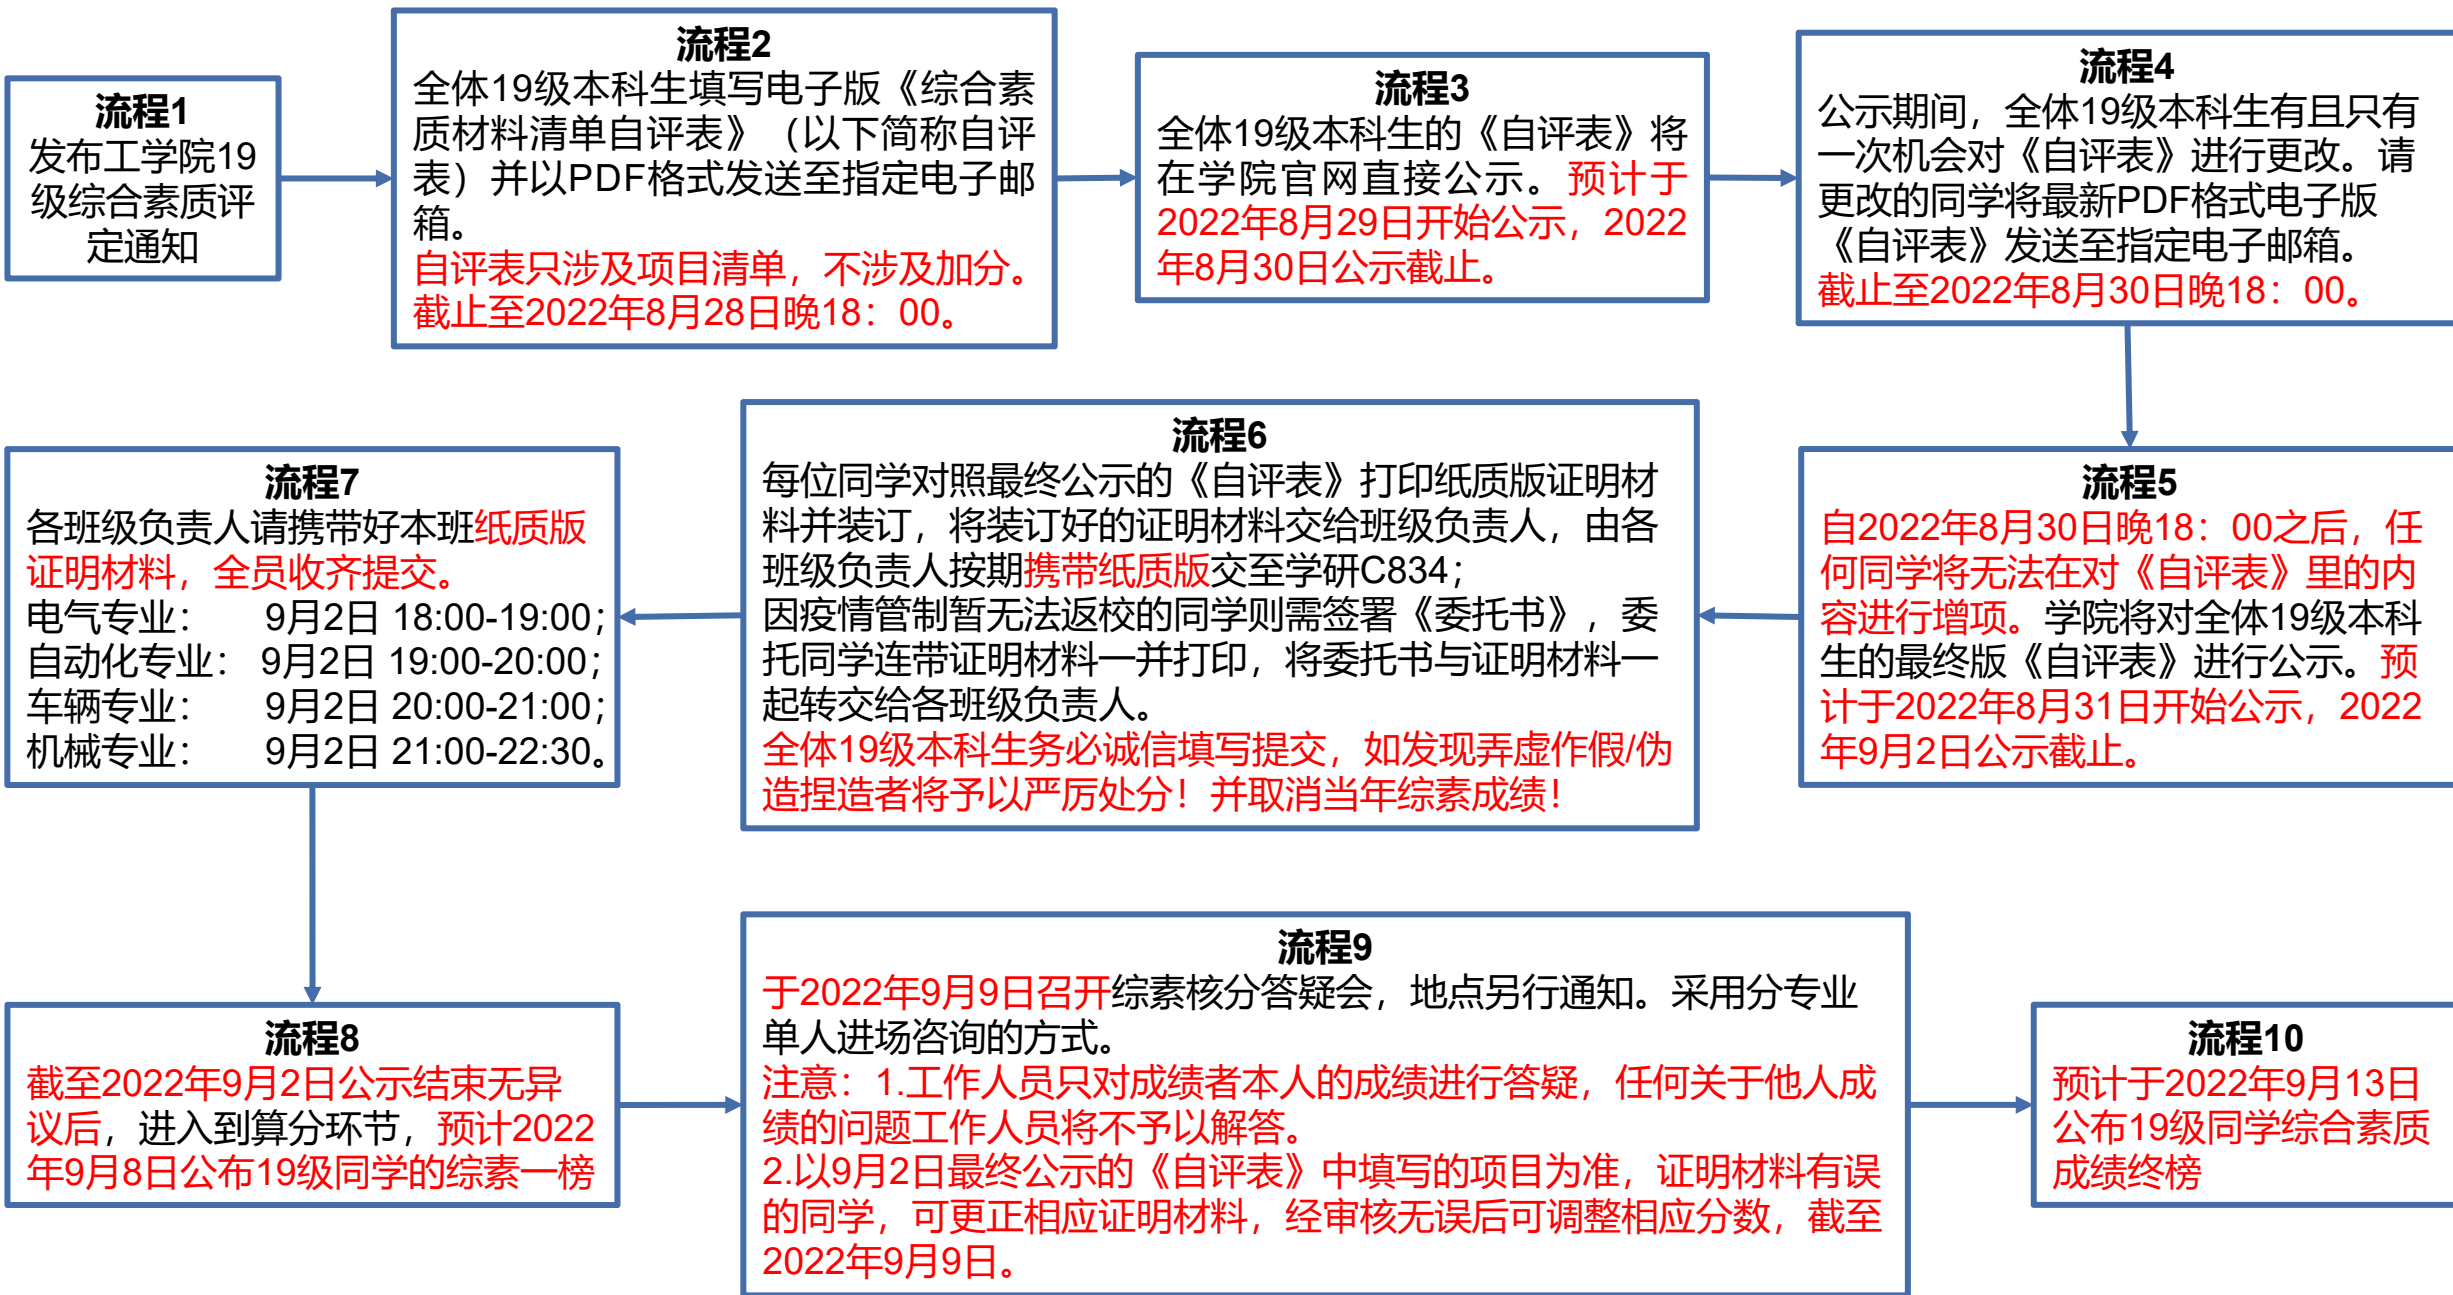 流程1
发布工学院19
级综合素质评
定通知
流程2
全体19级本科生填写电子版《综合素
质材料清单自评表》（以下简称自评
表）并以PDF格式发送至指定电子邮
箱。
自评表只涉及项目清单，不涉及加分。
截止至2022年8月28日晚18：00。
流程3
全体19级本科生的《自评表》将
在学院官网直接公示。预计于
2022年8月29日开始公示，2022
年8月30日公示截止。
流程4
公示期间，全体19级本科生有且只有
一次机会对《自评表》进行更改。请
更改的同学将最新PDF格式电子版
《自评表》发送至指定电子邮箱。
截止至2022年8月30日晚18：00。
流程5
自2022年8月30日晚18：00之后，任
何同学将无法在对《自评表》里的内
容进行增项。学院将对全体19级本科
生的最终版《自评表》进行公示。预
计于2022年8月31日开始公示，2022
年9月2日公示截止。
流程6
每位同学对照最终公示的《自评表》打印纸质版证明材
料并装订，将装订好的证明材料交给班级负责人，由各
班级负责人按期携带纸质版交至学研C834；
因疫情管制暂无法返校的同学则需签署《委托书》，委
托同学连带证明材料一并打印，将委托书与证明材料一
起转交给各班级负责人。
全体19级本科生务必诚信填写提交，如发现弄虚作假/伪
造捏造者将予以严厉处分！并取消当年综素成绩！
流程7
各班级负责人请携带好本班纸质版
证明材料，全员收齐提交。
电气专业： 9月2日 18:00-19:00；
自动化专业： 9月2日 19:00-20:00；
车辆专业： 9月2日 20:00-21:00；
机械专业： 9月2日 21:00-22:30。
流程8
截至2022年9月2日公示结束无异
议后，进入到算分环节，预计2022
年9月8日公布19级同学的综素一榜
流程9
于2022年9月9日召开综素核分答疑会，地点另行通知。采用分专业
单人进场咨询的方式。
注意：1.工作人员只对成绩者本人的成绩进行答疑，任何关于他人成
绩的问题工作人员将不予以解答。
2.以9月2日最终公示的《自评表》中填写的项目为准，证明材料有误
的同学，可更正相应证明材料，经审核无误后可调整相应分数，截至
2022年9月9日。
流程10
预计于2022年9月13日
公布19级同学综合素质
成绩终榜